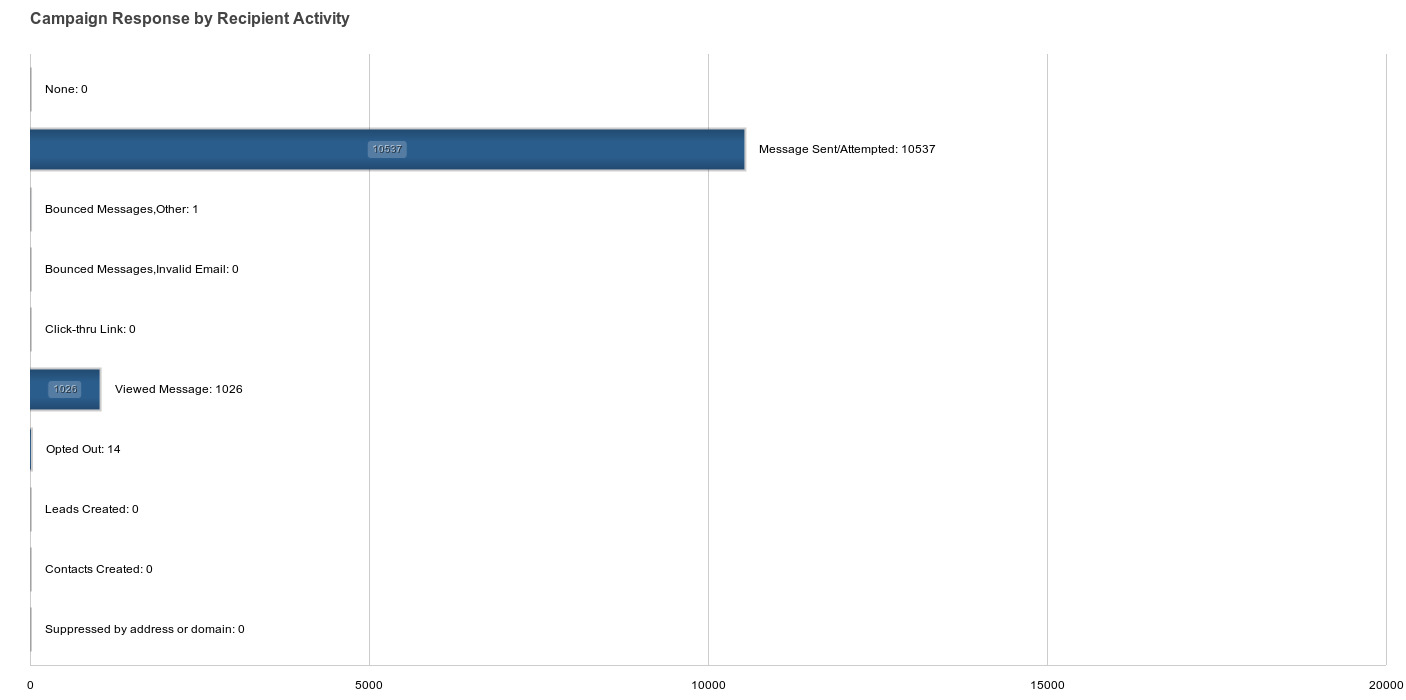 Campaign Response by Recipient Activity
None: 0
10537
Message Sent/Attempted: 10537
Bounced Messages,Other: 1
Bounced Messages,Invalid Email: 0
Click-thru Link: 0
1026
Viewed Message: 1026
Opted Out: 14
Leads Created: 0
Contacts Created: 0
Suppressed by address or domain: 0
0 5000 10000 15000 20000